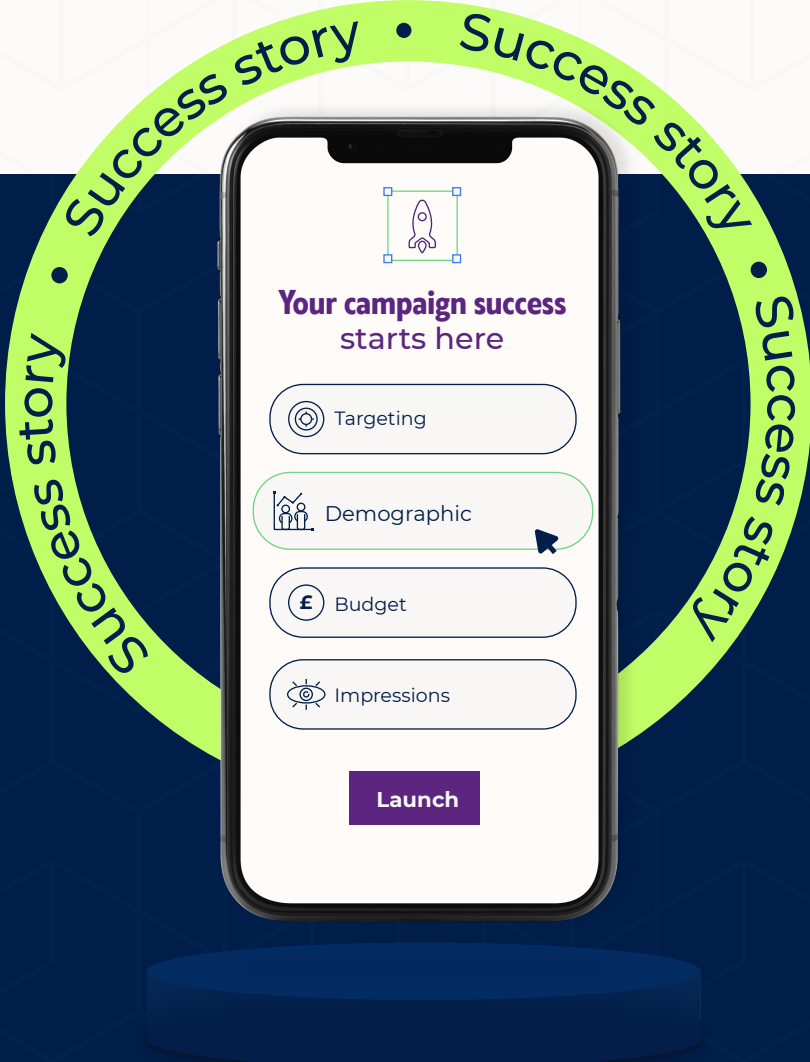 Success story • Success story • Success story • Success story
Your campaign success
starts here
Targeting
Demographic
£ Budget
Impressions
Launch